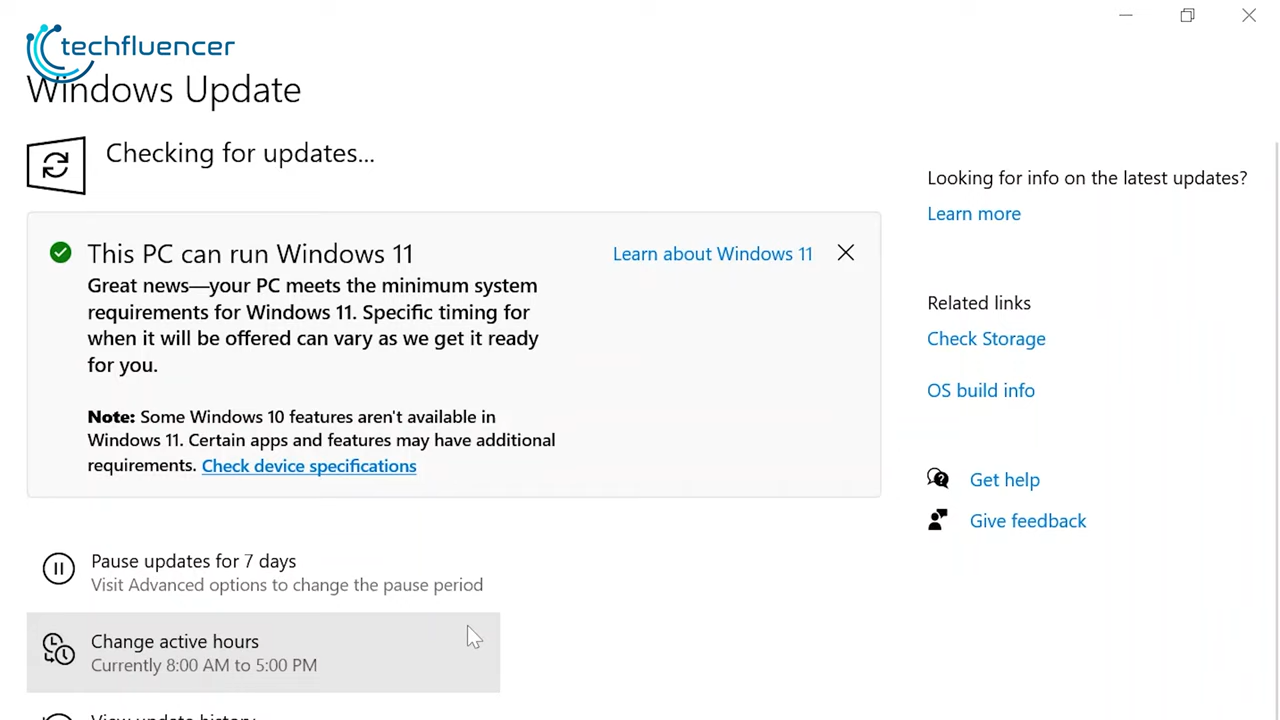 techfluencer
Windows Update
Checking for updates...
This PC can run Windows 11
Learn about Windows 11
Great news—your PC meets the minimum system
requirements for Windows 11. Specific timing for
when it will be offered can vary as we get it ready
for you.
Note: Some Windows 10 features aren't available in
Windows 11. Certain apps and features may have additional
requirements. Check device specifications
Pause updates for 7 days
Visit Advanced options to change the pause period
Change active hours
Currently 8:00 AM to 5:00 PM
View update history
Looking for info on the latest updates?
Learn more
Related links
Check Storage
OS build info
Get help
Give feedback